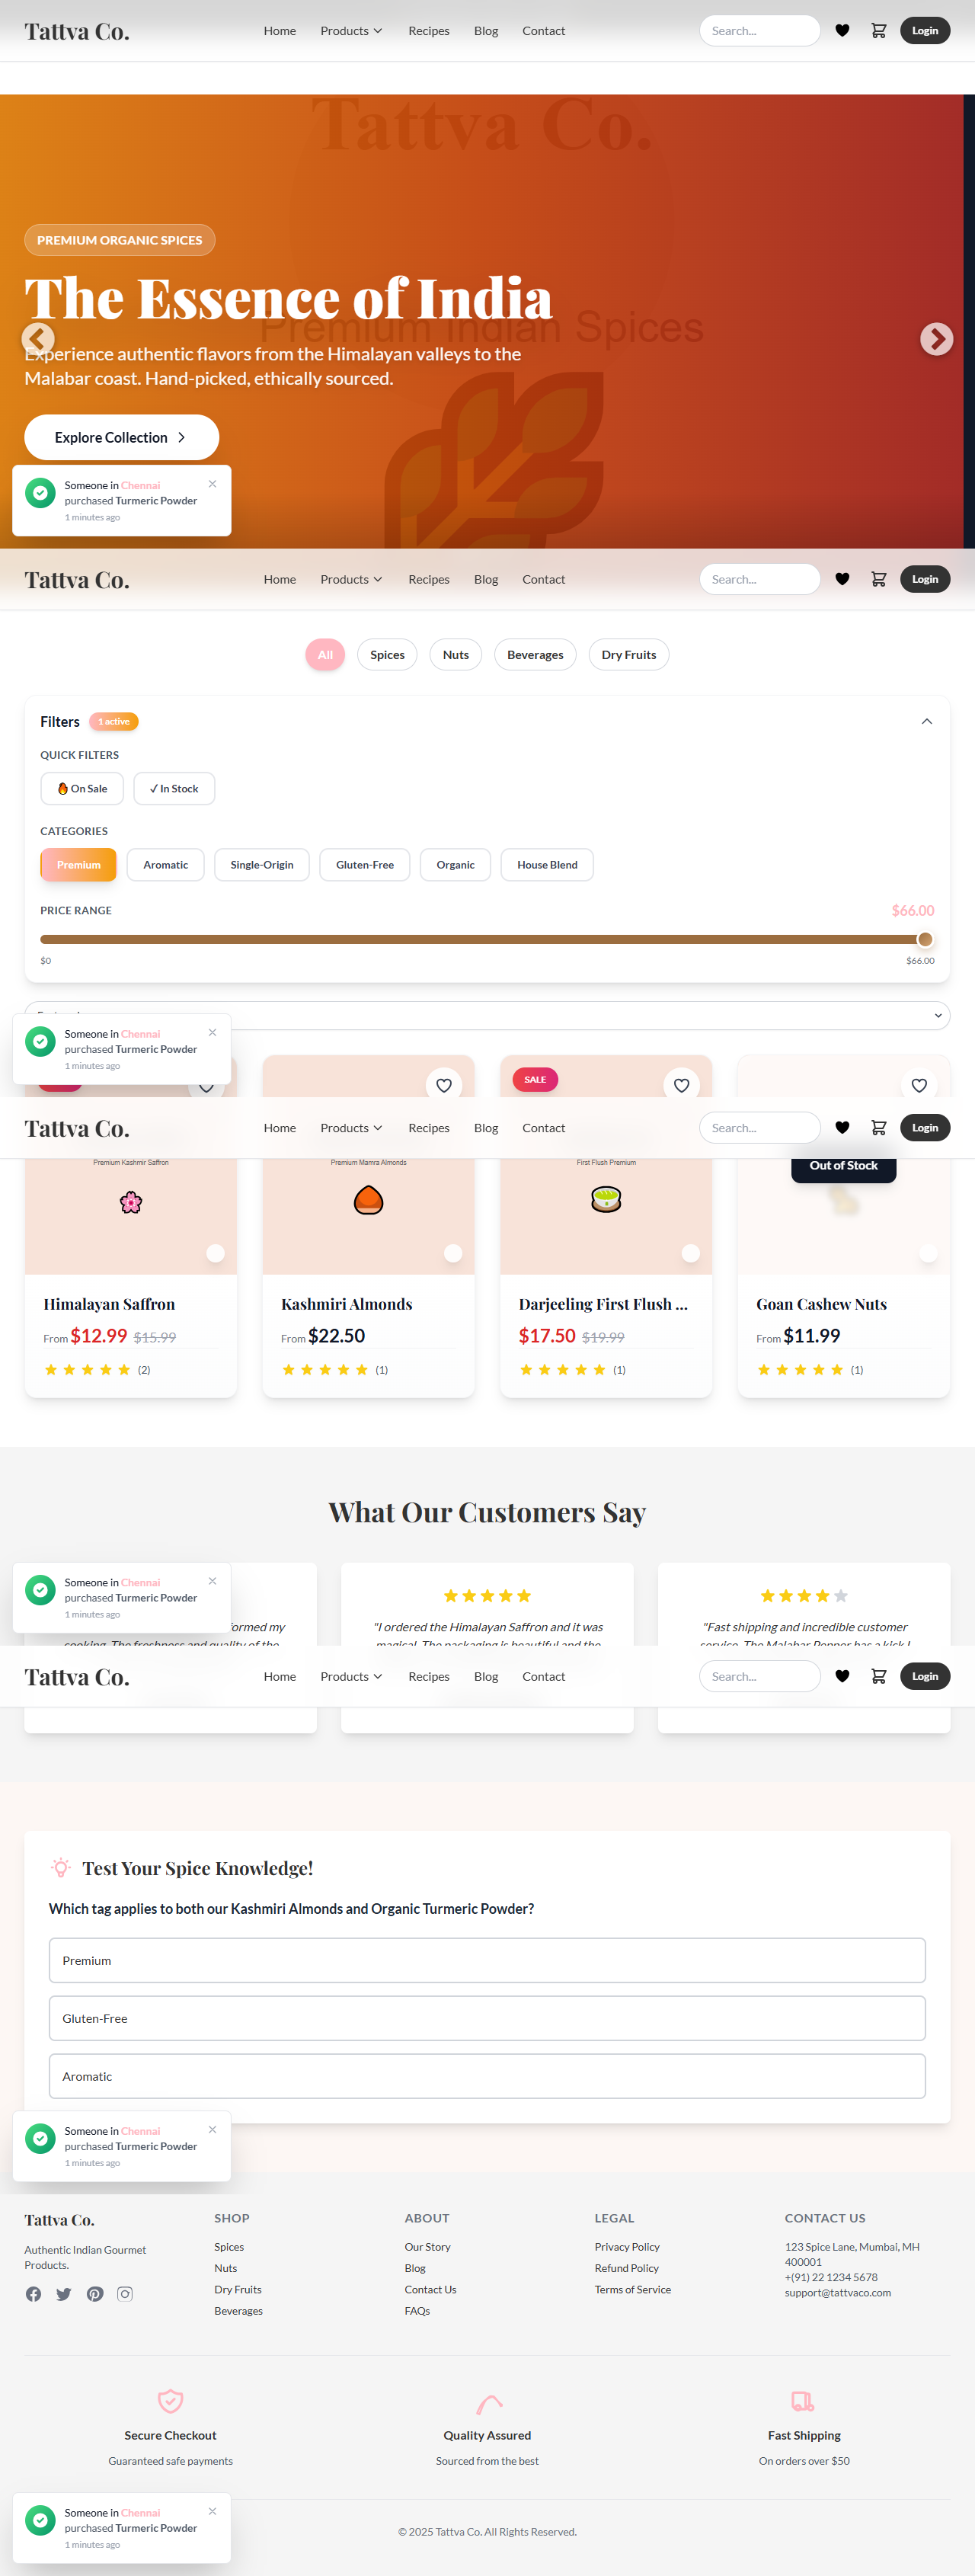 Tattva Co.
Home Products Recipes Blog Contact
Search...
Login
Tattva Co.
PREMIUM ORGANIC SPICES
The Essence of India
Premium Indian Spices
Experience authentic flavors from the Himalayan valleys to the
Malabar coast. Hand-picked, ethically sourced.
Explore Collection
Someone in Chennai
purchased Turmeric Powder
1 minutes ago
Tattva Co.
Home Products Recipes Blog Contact
Search...
Login
All Spices Nuts Beverages Dry Fruits
Filters 1 active
QUICK FILTERS
On Sale ✓ In Stock
CATEGORIES
Premium Aromatic Single-Origin Gluten-Free Organic House Blend
PRICE RANGE $66.00
$0 $66.00
Someone in Chennai
purchased Turmeric Powder
1 minutes ago
SALE
Tattva Co.
Home Products Recipes Blog Contact
Search...
Login
Premium Kashmir Saffron
Premium Mamra Almonds
First Flush Premium
Out of Stock
Himalayan Saffron
From $12.99 $15.99
(2)
Kashmiri Almonds
From $22.50
(1)
Darjeeling First Flush ...
$17.50 $19.99
(1)
Goan Cashew Nuts
From $11.99
(1)
What Our Customers Say
Someone in Chennai
purchased Turmeric Powder
1 minutes ago
formed my
cooking. The freshness and quality of the
"I ordered the Himalayan Saffron and it was
magical. The packaging is beautiful and the
"Fast shipping and incredible customer
service. The Malabar Pepper has a kick I
Tattva Co.
Home Products Recipes Blog Contact
Search...
Login
Test Your Spice Knowledge!
Which tag applies to both our Kashmiri Almonds and Organic Turmeric Powder?
Premium
Gluten-Free
Aromatic
Someone in Chennai
purchased Turmeric Powder
1 minutes ago
Tattva Co.
Authentic Indian Gourmet
Products.
SHOP
Spices
Nuts
Dry Fruits
Beverages
ABOUT
Our Story
Blog
Contact Us
FAQs
LEGAL
Privacy Policy
Refund Policy
Terms of Service
CONTACT US
123 Spice Lane, Mumbai, MH
400001
+(91) 22 1234 5678
support@tattvaco.com
Secure Checkout
Guaranteed safe payments
Quality Assured
Sourced from the best
Fast Shipping
On orders over $50
Someone in Chennai
purchased Turmeric Powder
1 minutes ago
© 2025 Tattva Co. All Rights Reserved.